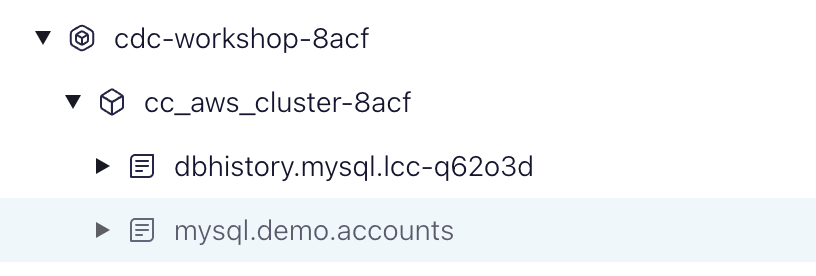 cdc-workshop-8acf
cc_aws_cluster-8acf
dbhistory.mysql.lcc-q62o3d
mysql.demo.accounts